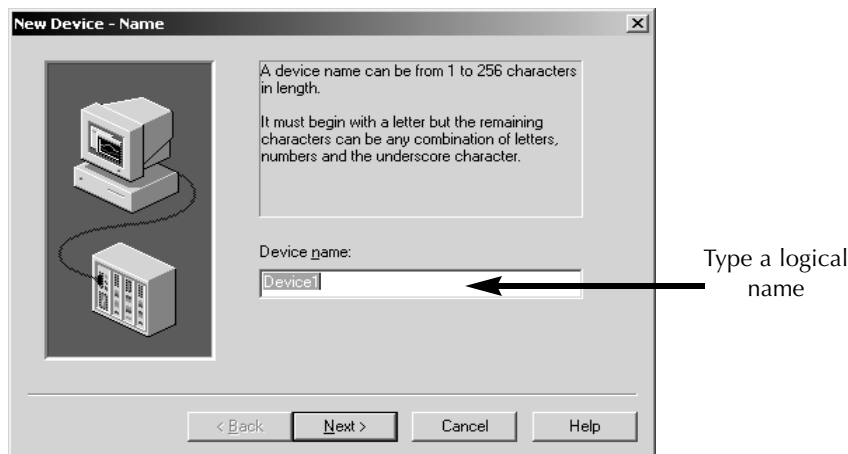 New Device - Name
A device name can be from 1 to 256 characters
in length.
It must begin with a letter but the remaining
characters can be any combination of letters,
numbers and the underscore character.
Device name:
Device1
Type a logical
name
< Back
Next >
Cancel
Help